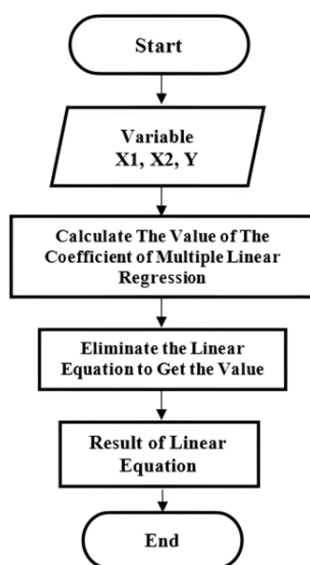 Start
Variable
X1, X2, Y
Calculate The Value of The
Coefficient of Multiple Linear
Regression
Eliminate the Linear
Equation to Get the Value
Result of Linear
Equation
End